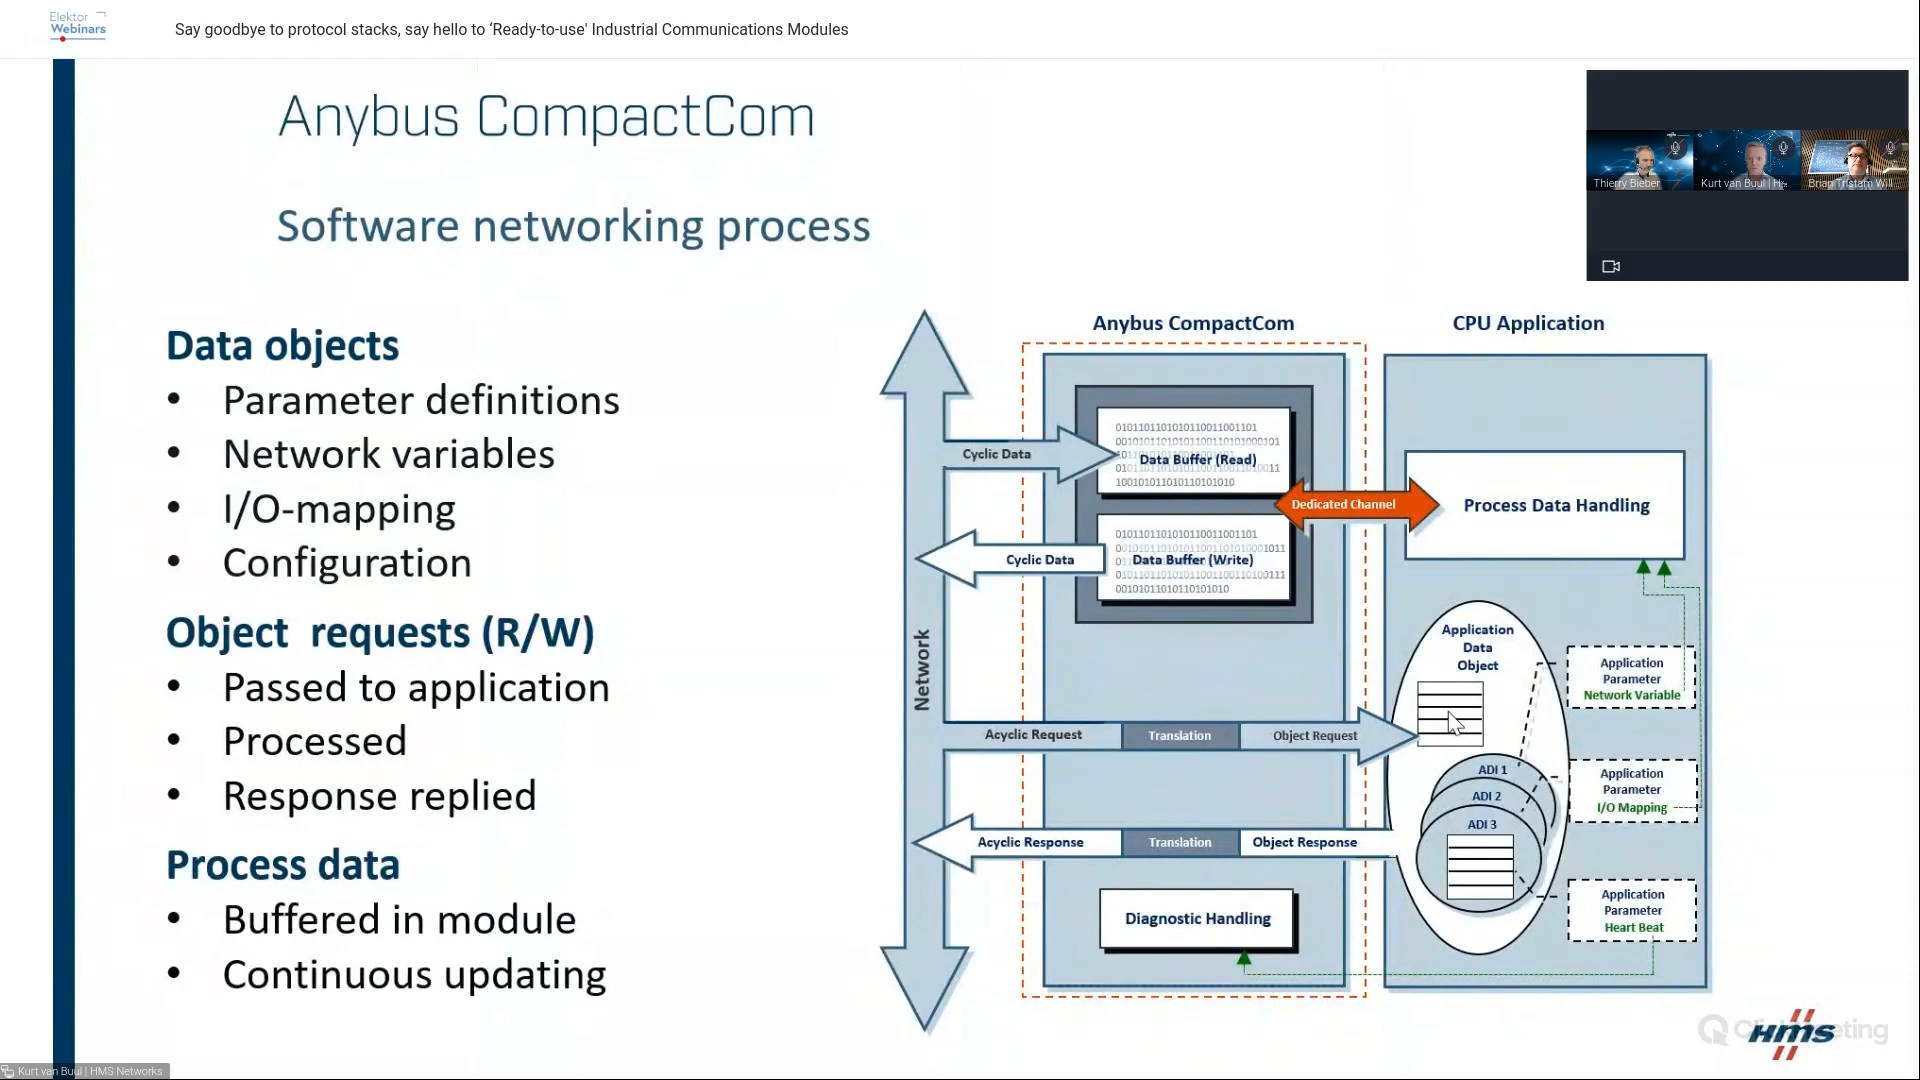 Elektor
Webinars
Say goodbye to protocol stacks, say hello to ‘Ready-to-use' Industrial Communications Modules
Thierry Bieber
Kurt van Buul | H
Brian Tristam Will
Anybus CompactCom
Software networking process
Data objects
• Parameter definitions
• Network variables
• I/O-mapping
• Configuration
Object requests (R/W)
• Passed to application
• Processed
• Response replied
Process data
• Buffered in module
• Continuous updating
Anybus CompactCom
CPU Application
Network
Cyclic Data
Data Buffer (Read)
Dedicated Channel
Process Data Handling
Cyclic Data
Data Buffer (Write)
Application
Data
Object
Application
Parameter
Network Variable
Acyclic Request
Translation
Object Request
ADI 1
ADI 2
ADI 3
Application
Parameter
I/O Mapping
Acyclic Response
Translation
Object Response
Application
Parameter
Heart Beat
Diagnostic Handling
HMS
Kurt van Buul | HMS Networks